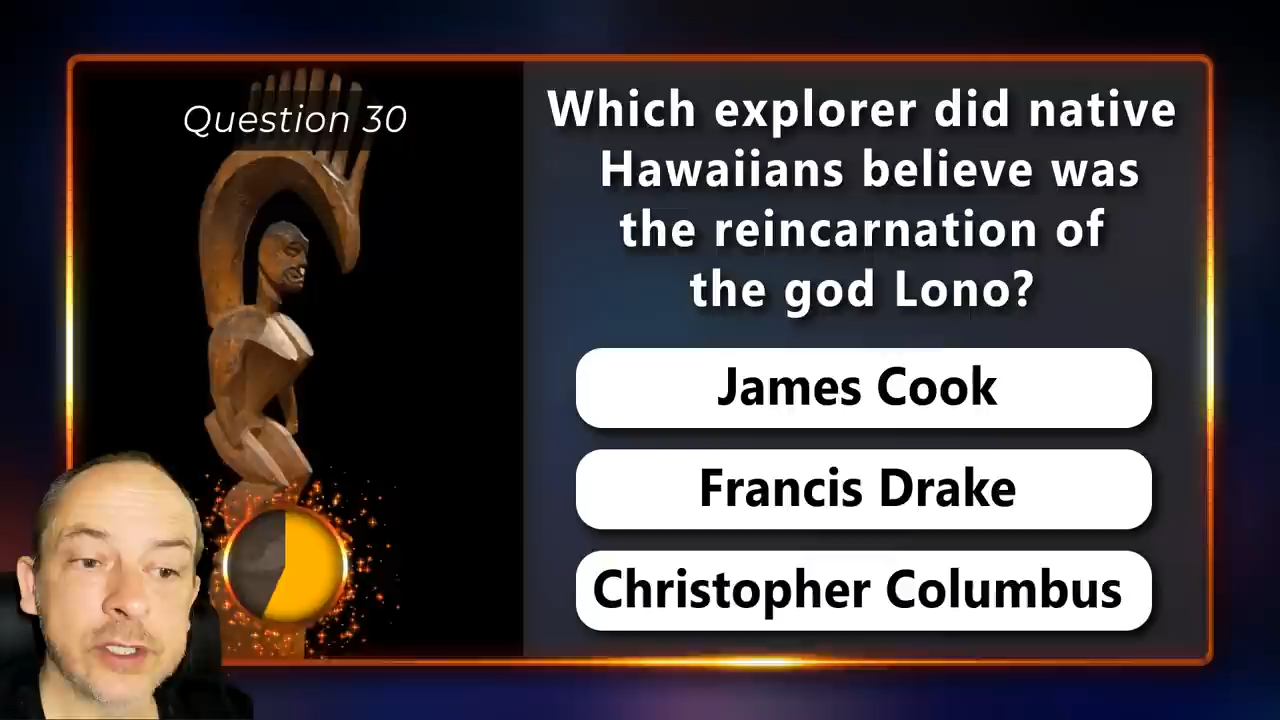 Question 30
Which explorer did native
Hawaiians believe was
the reincarnation of
the god Lono?
James Cook
Francis Drake
Christopher Columbus